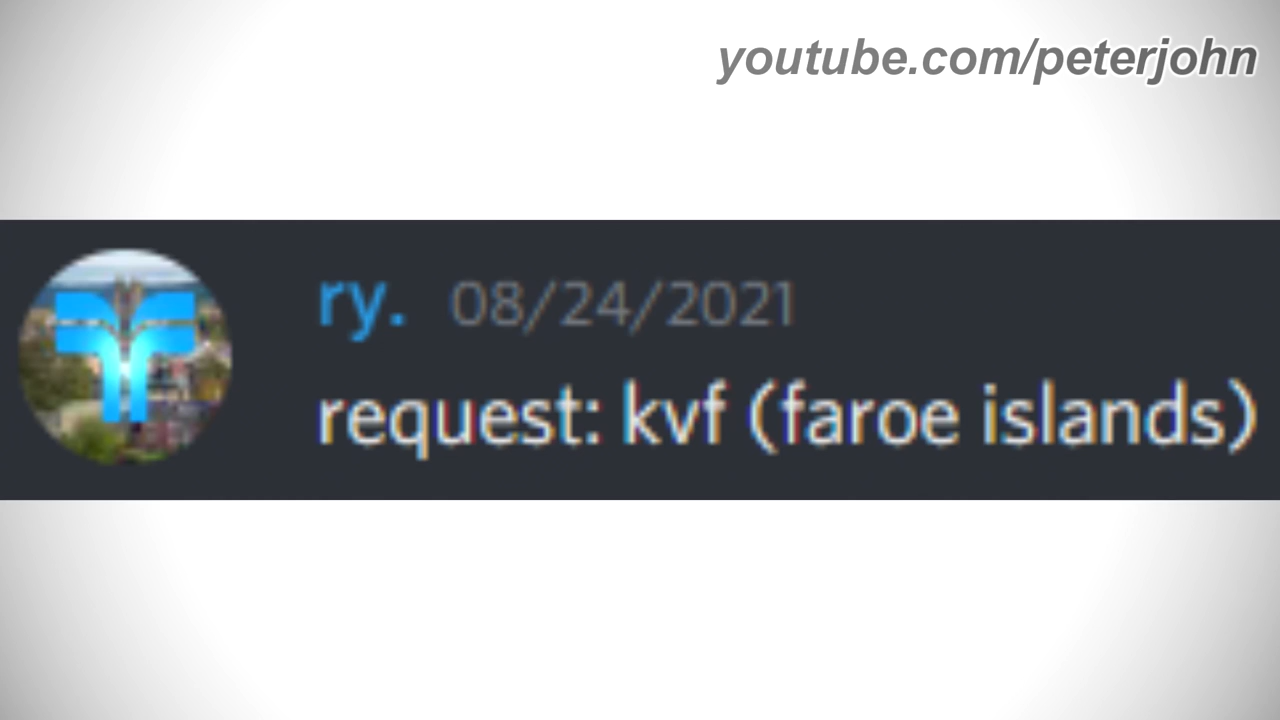 youtube.com/peterjohn
ry. 08/24/2021
request: kvf (faroe islands)